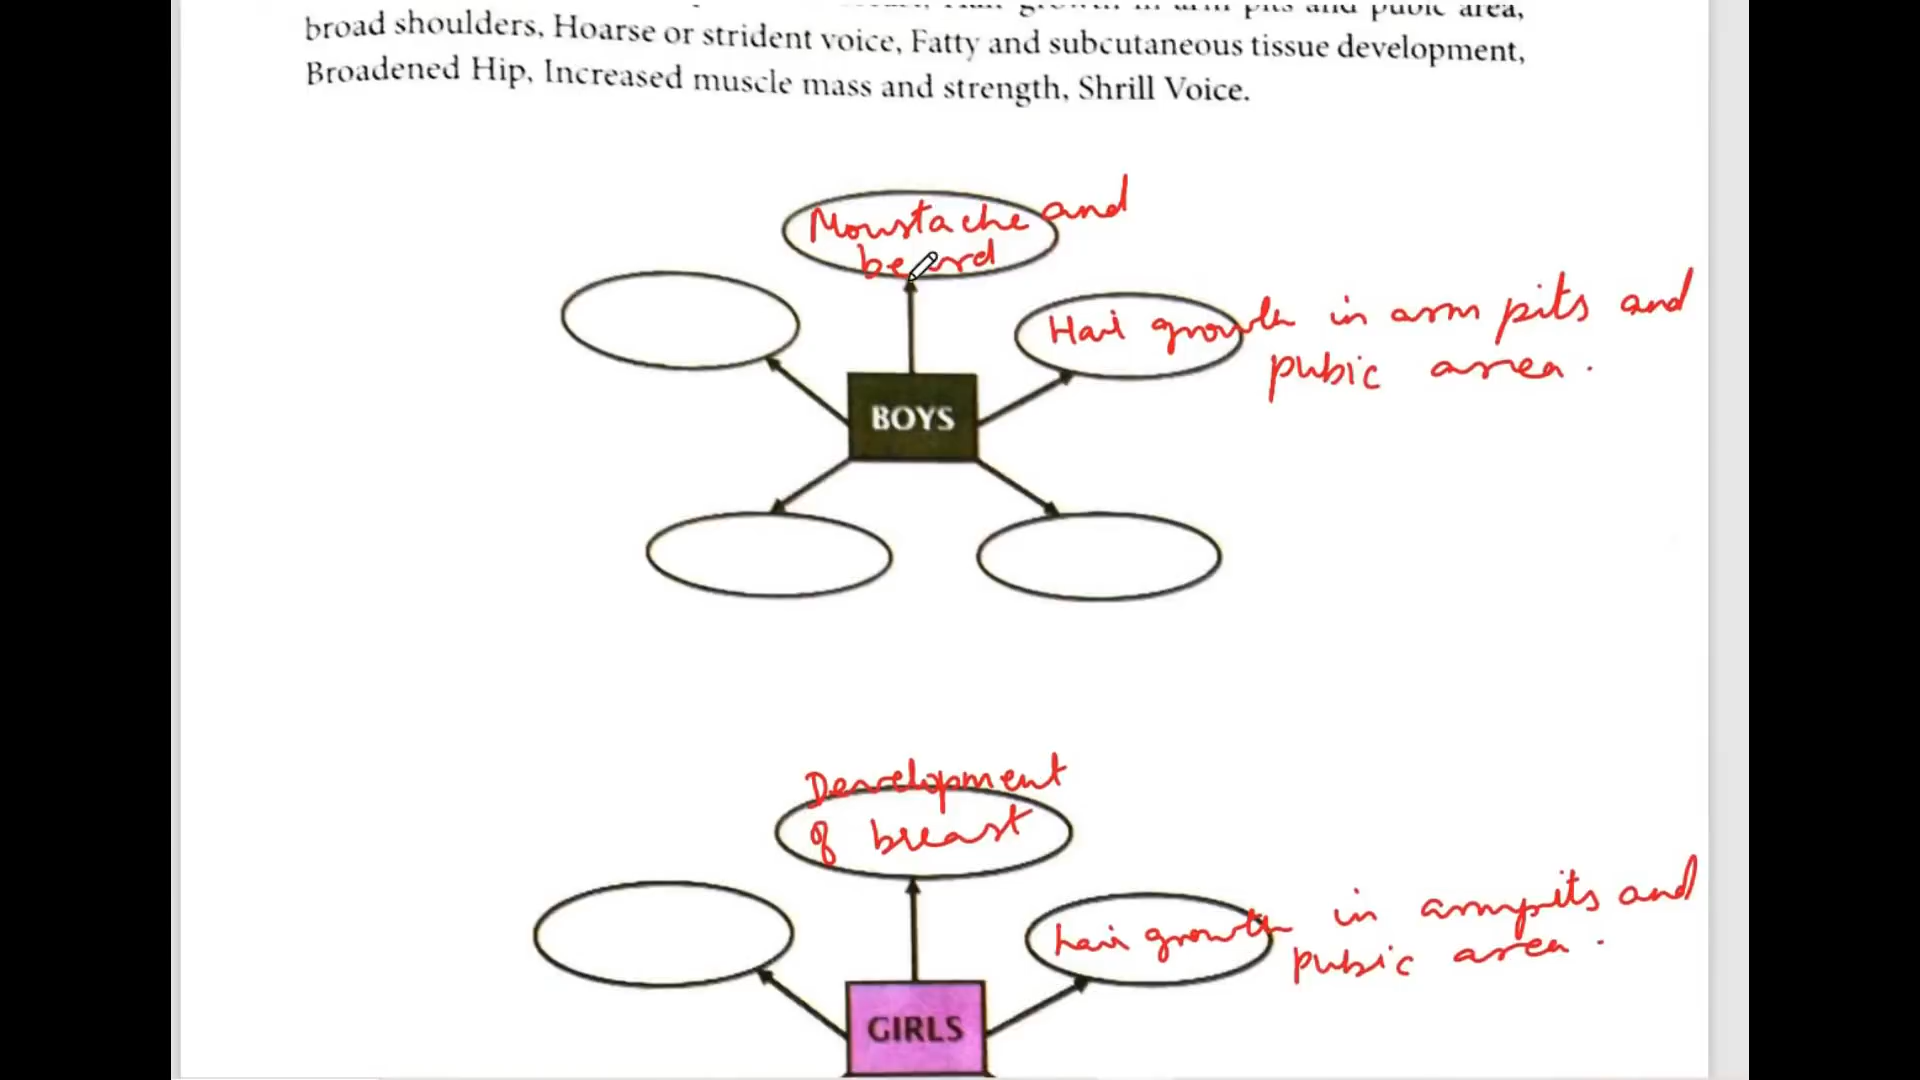 broad shoulders, Hoarse or strident voice, Fatty and subcutaneous tissue development,
Broadened Hip, Increased muscle mass and strength, Shrill Voice.
Moustache and
beard
Hair growth in arm pits and
pubic area.
BOYS
Development
of breast
hair growth in armpits and
pubic area.
GIRLS